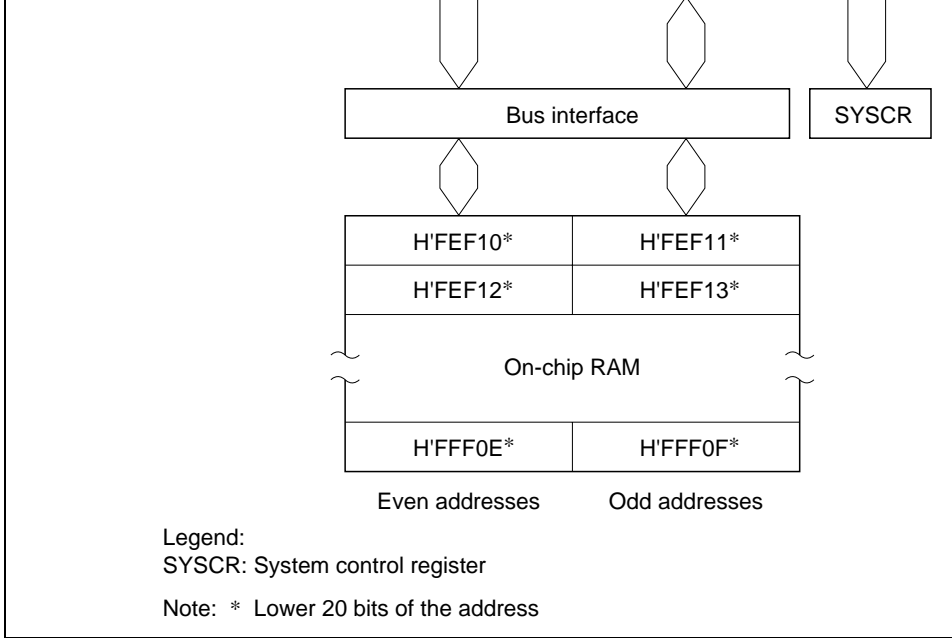 Bus interface SYSCR
H'FEF10* H'FEF11*
H'FEF12* H'FEF13*
On-chip RAM
H'FFF0E* H'FFF0F*
Even addresses Odd addresses
Legend:
SYSCR: System control register
Note: * Lower 20 bits of the address